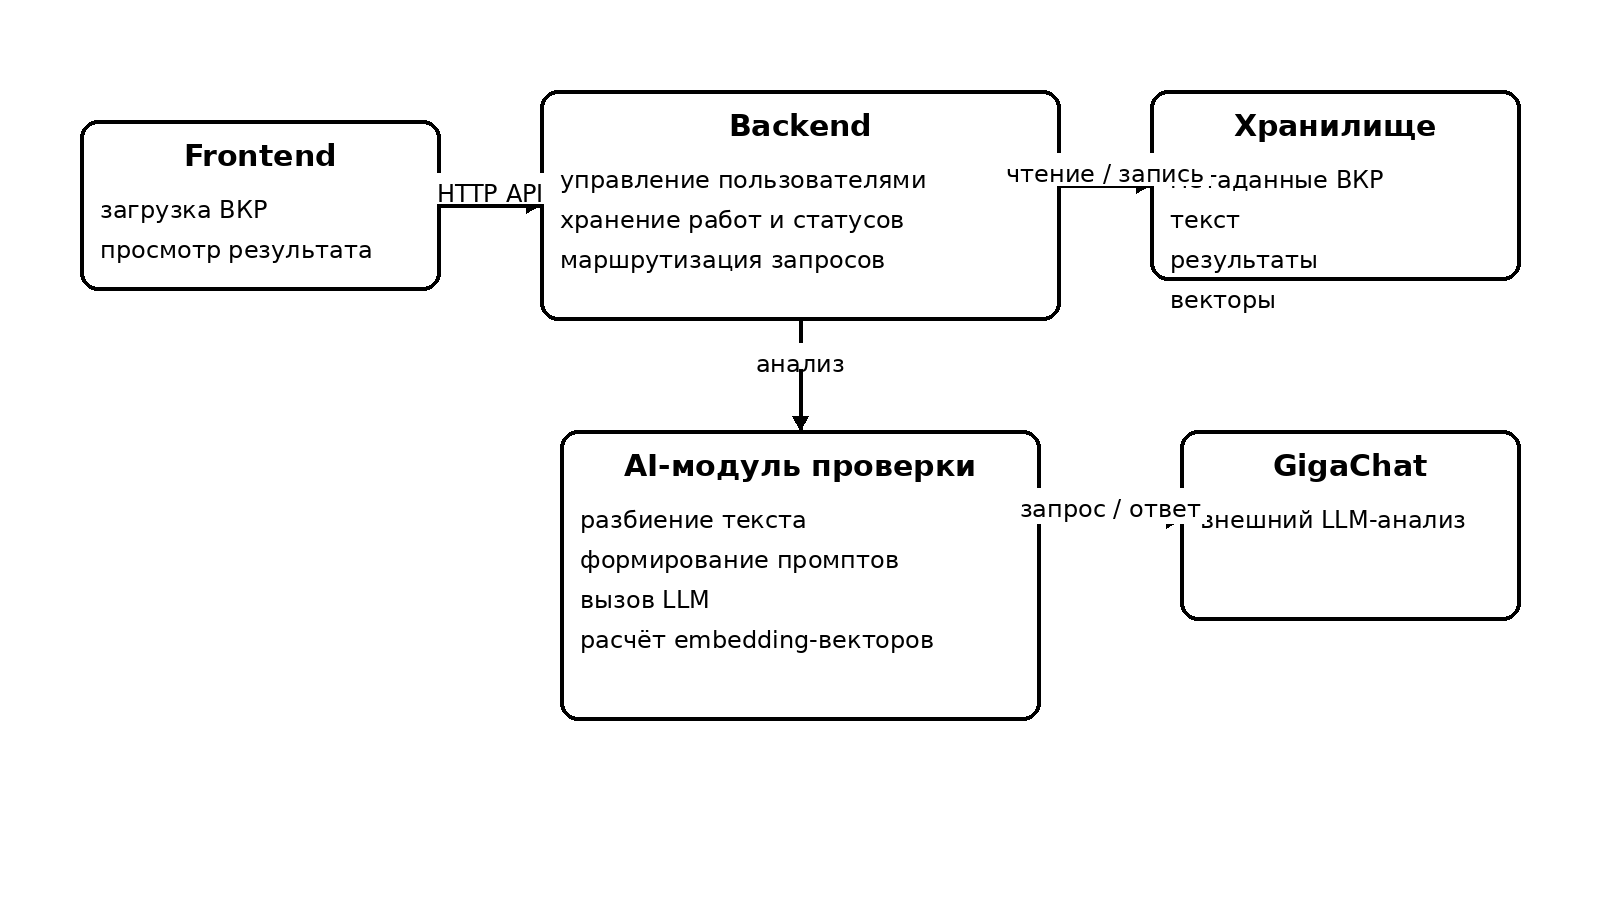 Frontend
загрузка ВКР
просмотр результата
HTTP API
Backend
управление пользователями
хранение работ и статусов
маршрутизация запросов
чтение / запись
Хранилище
ВКР
текст
результаты
векторы
анализ
AI-модуль проверки
разбиение текста
формирование промптов
вызов LLM
расчёт embedding-векторов
запрос / ответ
GigaChat
внешний LLM-анализ